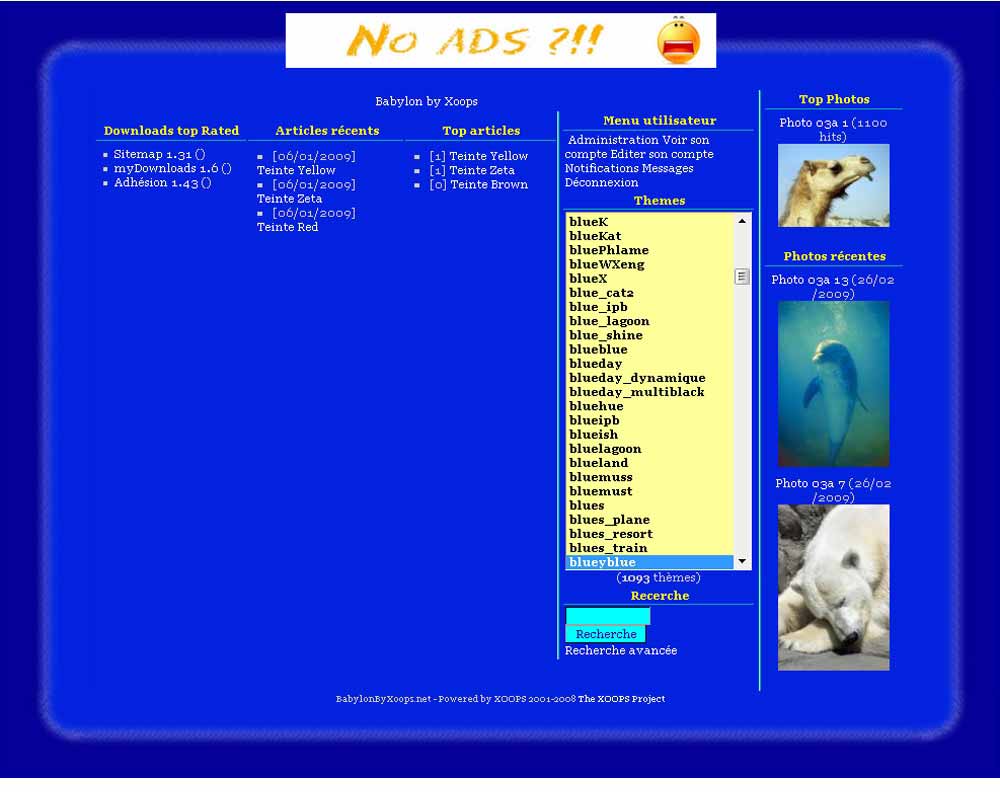 No ADS ?!!
Babylon by Xoops
Downloads top Rated
Sitemap 1.31 ()
myDownloads 1.6 ()
Adhésion 1.43 ()
Articles récents
[06/01/2009]
Teinte Yellow
[06/01/2009]
Teinte Zeta
[06/01/2009]
Teinte Red
Top articles
[1] Teinte Yellow
[1] Teinte Zeta
[0] Teinte Brown
Menu utilisateur
Administration Voir son
compte Editer son compte
Notifications Messages
Déconnexion
Themes
blueK
blueKat
bluePhlame
blueWXeng
blueX
blue_cat2
blue_ipb
blue_lagoon
blue_shine
blueblue
blueday
blueday_dynamique
blueday_multiblack
bluehue
blueipb
blueish
bluelagoon
blueland
bluemuss
bluemust
blues
blues_plane
blues_resort
blues_train
blueyblue
(1093 thèmes)
Recerche
Recherche
Recherche avancée
Top Photos
Photo 03a 1 (1100
hits)
Photos récentes
Photo 03a 13 (26/02
/2009)
Photo 03a 7 (26/02
/2009)
BabylonByXoops.net - Powered by XOOPS 2001-2008 The XOOPS Project